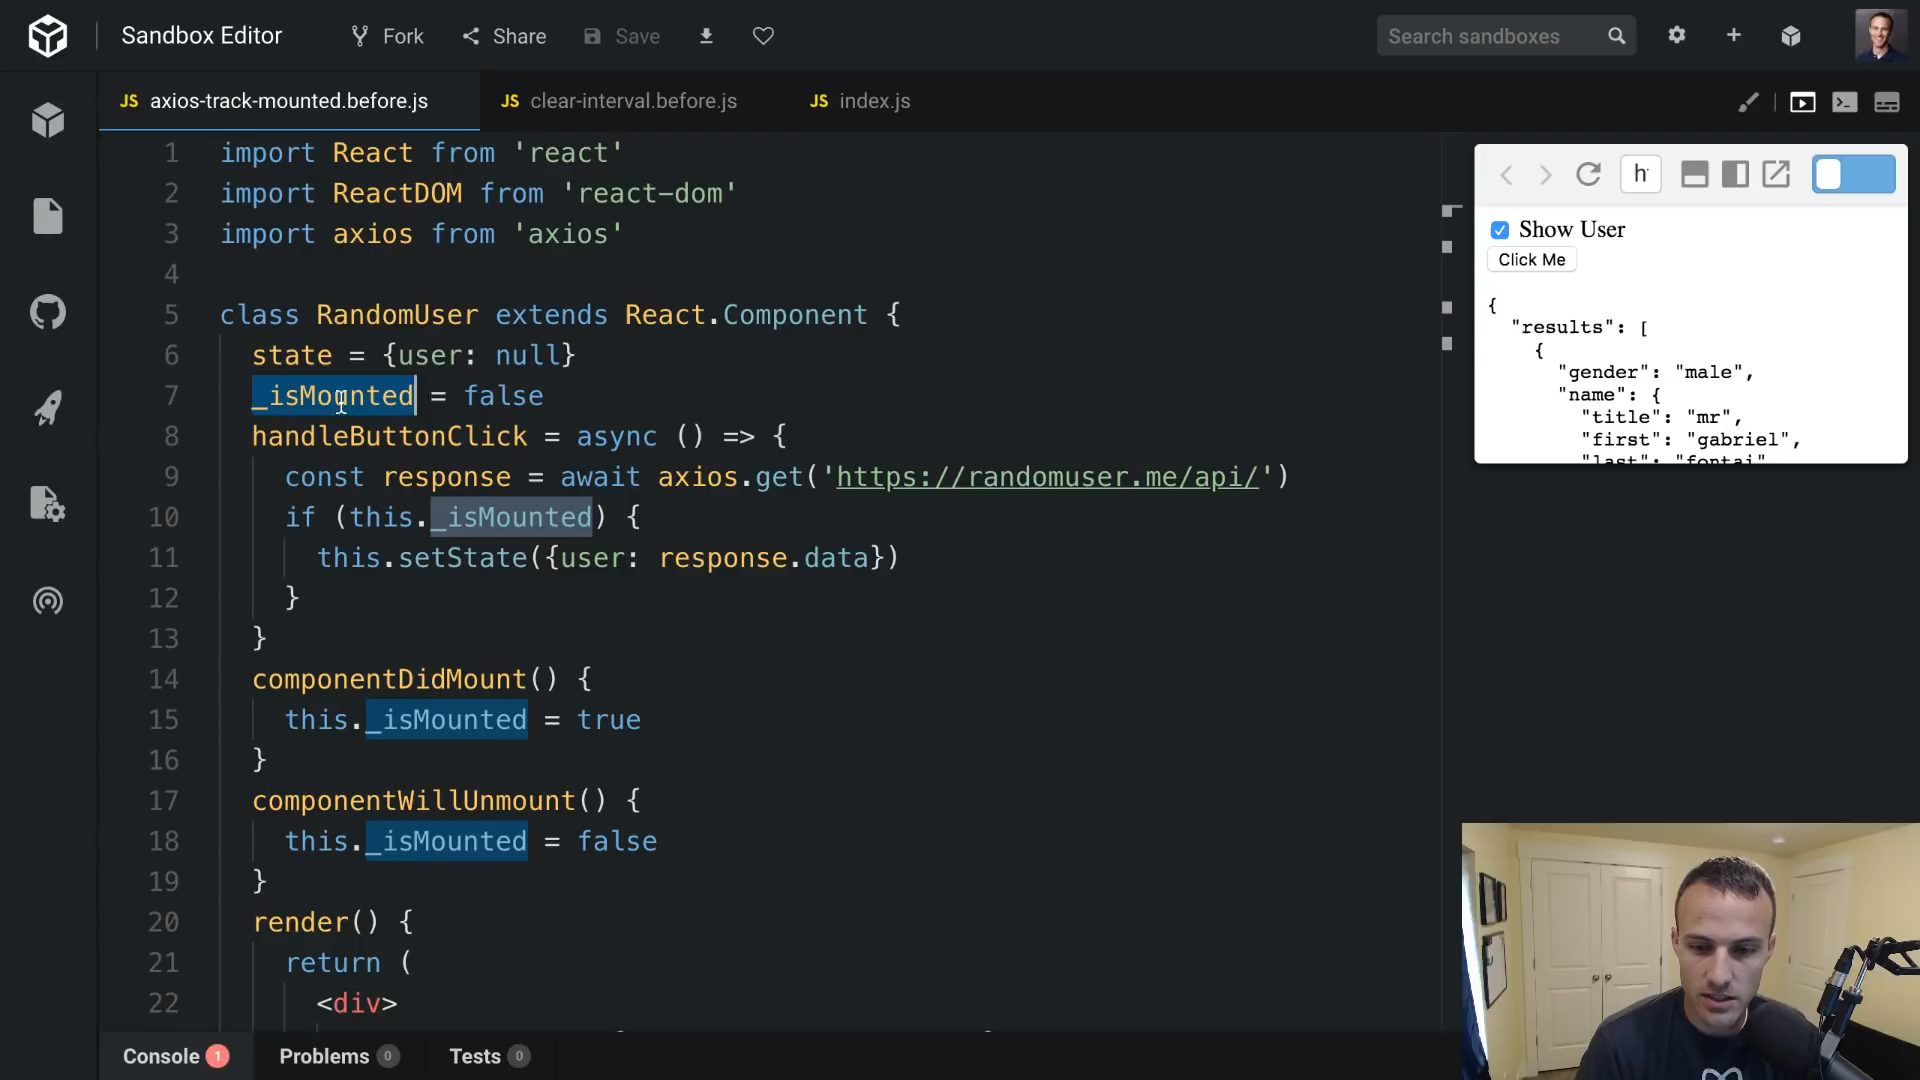 Sandbox Editor
Fork
Share
Save
Search sandboxes
JS axios-track-mounted.before.js
JS clear-interval.before.js
JS index.js
1 import React from 'react'
2 import ReactDOM from 'react-dom'
3 import axios from 'axios'
4
5 class RandomUser extends React.Component {
6 state = {user: null}
7 _isMounted = false
8 handleButtonClick = async () => {
9 const response = await axios.get('https://randomuser.me/api/')
10 if (this._isMounted) {
11 this.setState({user: response.data})
12 }
13 }
14 componentDidMount() {
15 this._isMounted = true
16 }
17 componentWillUnmount() {
18 this._isMounted = false
19 }
20 render() {
21 return (
22 <div>
Show User
Click Me
{
"results": [
{
"gender": "male",
"name": {
"title": "mr",
"first": "gabriel",
Console 1
Problems 0
Tests 0